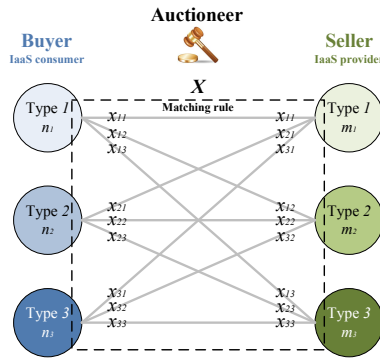 Auctioneer
Buyer
IaaS consumer
Seller
IaaS provider
X
Matching rule
Type 1
n1
x11
x12
x13
x11
x21
x31
Type 1
m1
Type 2
n2
x21
x22
x23
x12
x22
x32
Type 2
m2
Type 3
n3
x31
x32
x33
x13
x23
x33
Type 3
m3